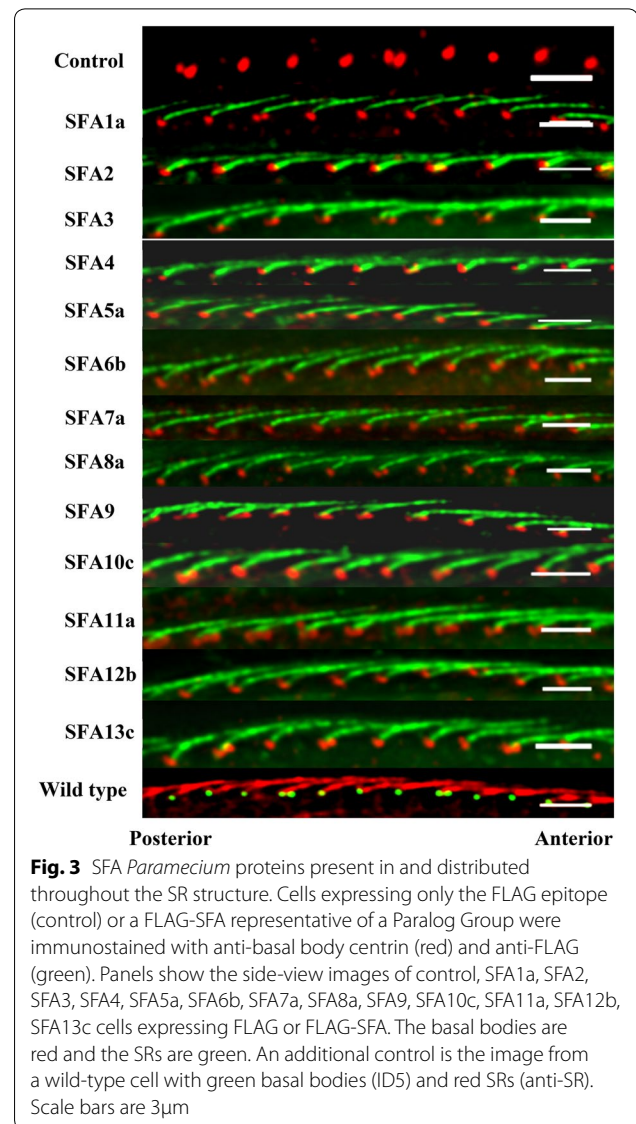 Control
SFA1a
SFA2
SFA3
SFA4
SFA5a
SFA6b
SFA7a
SFA8a
SFA9
SFA10c
SFA11a
SFA12b
SFA13c
Wild type
Posterior Anterior
Fig. 3 SFA Paramecium proteins present in and distributed
throughout the SR structure. Cells expressing only the FLAG epitope
(control) or a FLAG-SFA representative of a Paralog Group were
immunostained with anti-basal body centrin (red) and anti-FLAG
(green). Panels show the side-view images of control, SFA1a, SFA2,
SFA3, SFA4, SFA5a, SFA6b, SFA7a, SFA8a, SFA9, SFA10c, SFA11a, SFA12b,
SFA13c cells expressing FLAG or FLAG-SFA. The basal bodies are
red and the SRs are green. An additional control is the image from
a wild-type cell with green basal bodies (ID5) and red SRs (anti-SR).
Scale bars are 3μm